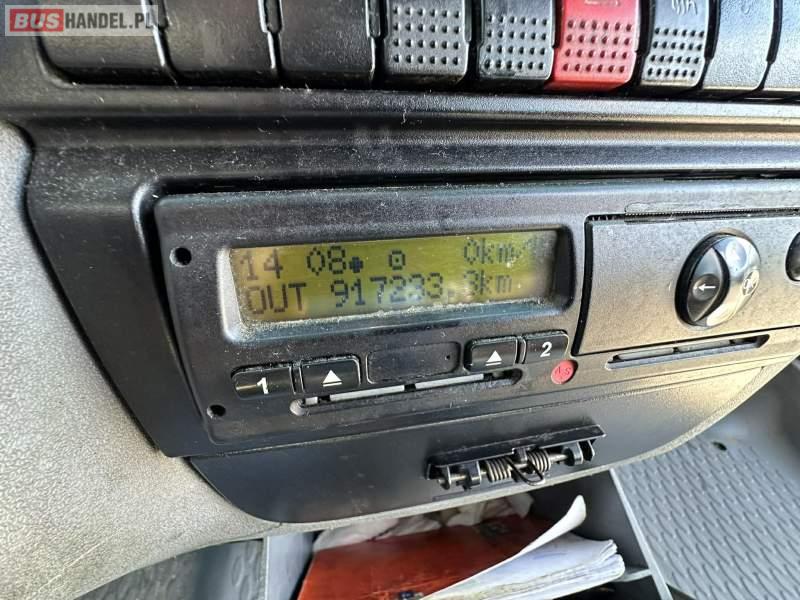 BUSHANDEL.PL
14 08 0km/h
OUT 917233,3km
1 2